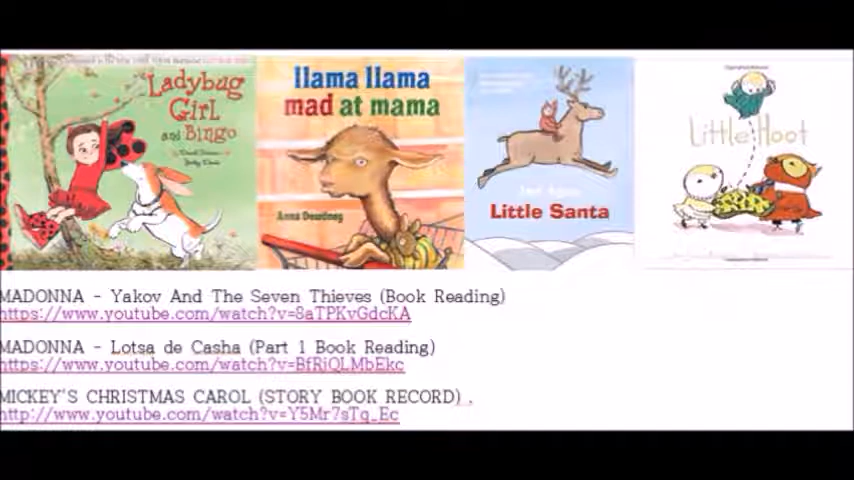 Ladybug
Girl
and Bingo
llama llama
mad at mama
Anna Dewdney
Little Santa
Little Hoot
MADONNA - Yakov And The Seven Thieves (Book Reading)
https://www.youtube.com/watch?v=8aTPKvGdcKA
MADONNA - Lotsa de Casha (Part 1 Book Reading)
https://www.youtube.com/watch?v=BfRiQLMbEkc
MICKEY'S CHRISTMAS CAROL (STORY BOOK RECORD) .
http://www.youtube.com/watch?v=Y5Mr7sTq_Ec